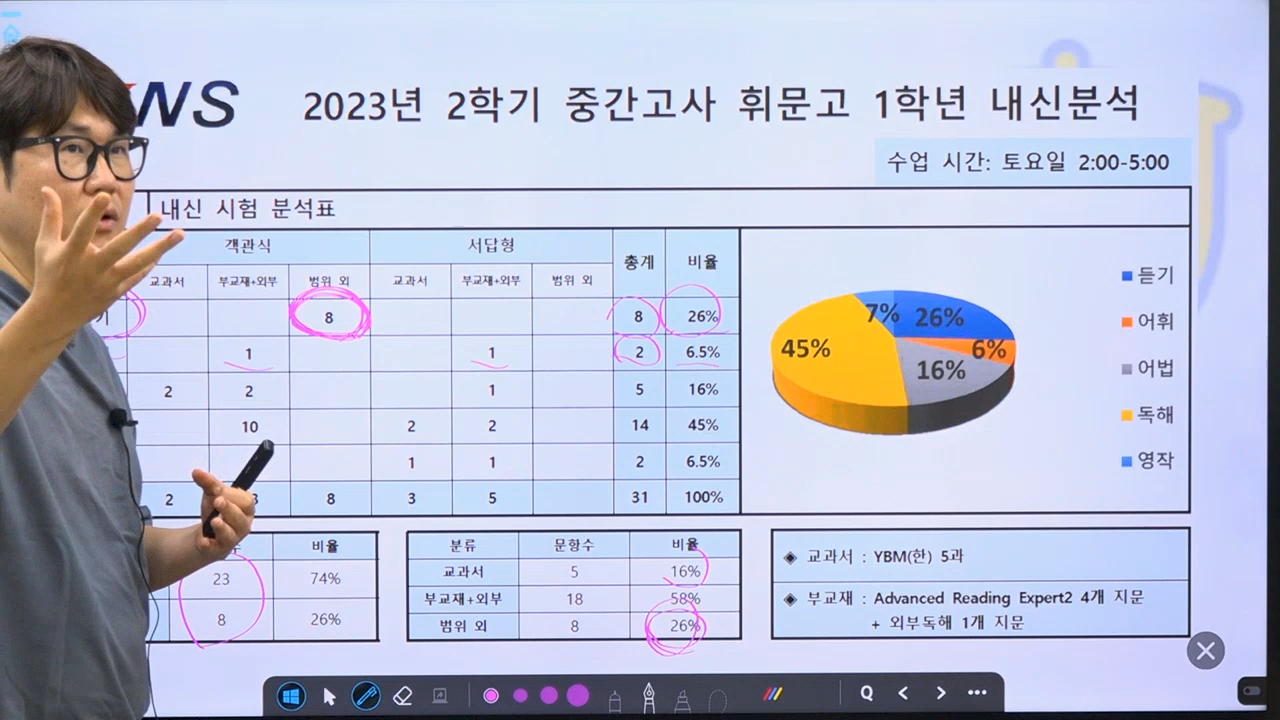 NS
2023년 2학기 중간고사 휘문고 1학년 내신분석
수업 시간: 토요일 2:00-5:00
내신 시험 분석표
객관식 서답형 총계 비율
교과서 부교재+외부 범위 외 교과서 부교재+외부 범위 외
8 8 26%
1 1 2 6.5%
2 2 1 5 16%
10 2 2 14 45%
1 1 2 6.5%
2 3 8 3 5 31 100%
7% 26% 45% 6% 16%
듣기
어휘
어법
독해
영작
비율
23 74%
8 26%
분류 문항수 비율
교과서 5 16%
부교재+외부 18 58%
범위 외 8 26%
◈ 교과서 : YBM(한) 5과
◈ 부교재 : Advanced Reading Expert2 4개 지문
+ 외부독해 1개 지문